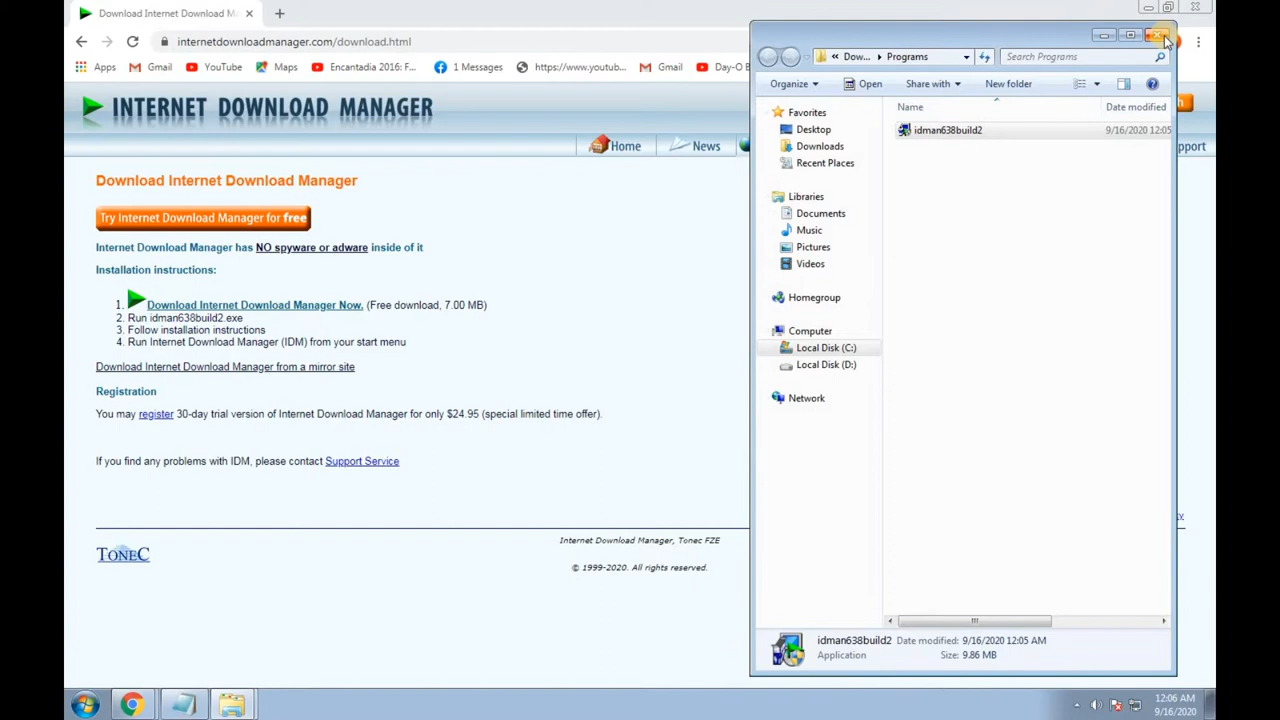 Download Internet Download M
internetdownloadmanager.com/download.html
Apps
Gmail
YouTube
Maps
Encantadia 2016: F...
1 Messages
https://www.youtub...
Gmail
Day-O B
INTERNET DOWNLOAD MANAGER
Home
News
pport
Download Internet Download Manager
Try Internet Download Manager for free
Internet Download Manager has NO spyware or adware inside of it
Installation instructions:
1. Download Internet Download Manager Now. (Free download, 7.00 MB)
2. Run idman638build2.exe
3. Follow installation instructions
4. Run Internet Download Manager (IDM) from your start menu
Download Internet Download Manager from a mirror site
Registration
You may register 30-day trial version of Internet Download Manager for only $24.95 (special limited time offer).
If you find any problems with IDM, please contact Support Service
TONEC
Internet Download Manager, Tonec FZE
© 1999-2020. All rights reserved.
« Dow... Programs
Search Programs
Organize
Open
Share with
New folder
Name
Date modified
idman638build2
9/16/2020 12:05
Favorites
Desktop
Downloads
Recent Places
Libraries
Documents
Music
Pictures
Videos
Homegroup
Computer
Local Disk (C:)
Local Disk (D:)
Network
idman638build2 Date modified: 9/16/2020 12:05 AM
Application Size: 9.86 MB
12:06 AM
9/16/2020